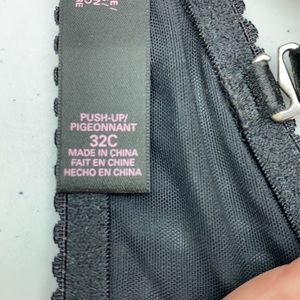 PUSH-UP/
PIGEONNANT
32C
MADE IN CHINA
FAIT EN CHINE
HECHO EN CHINA